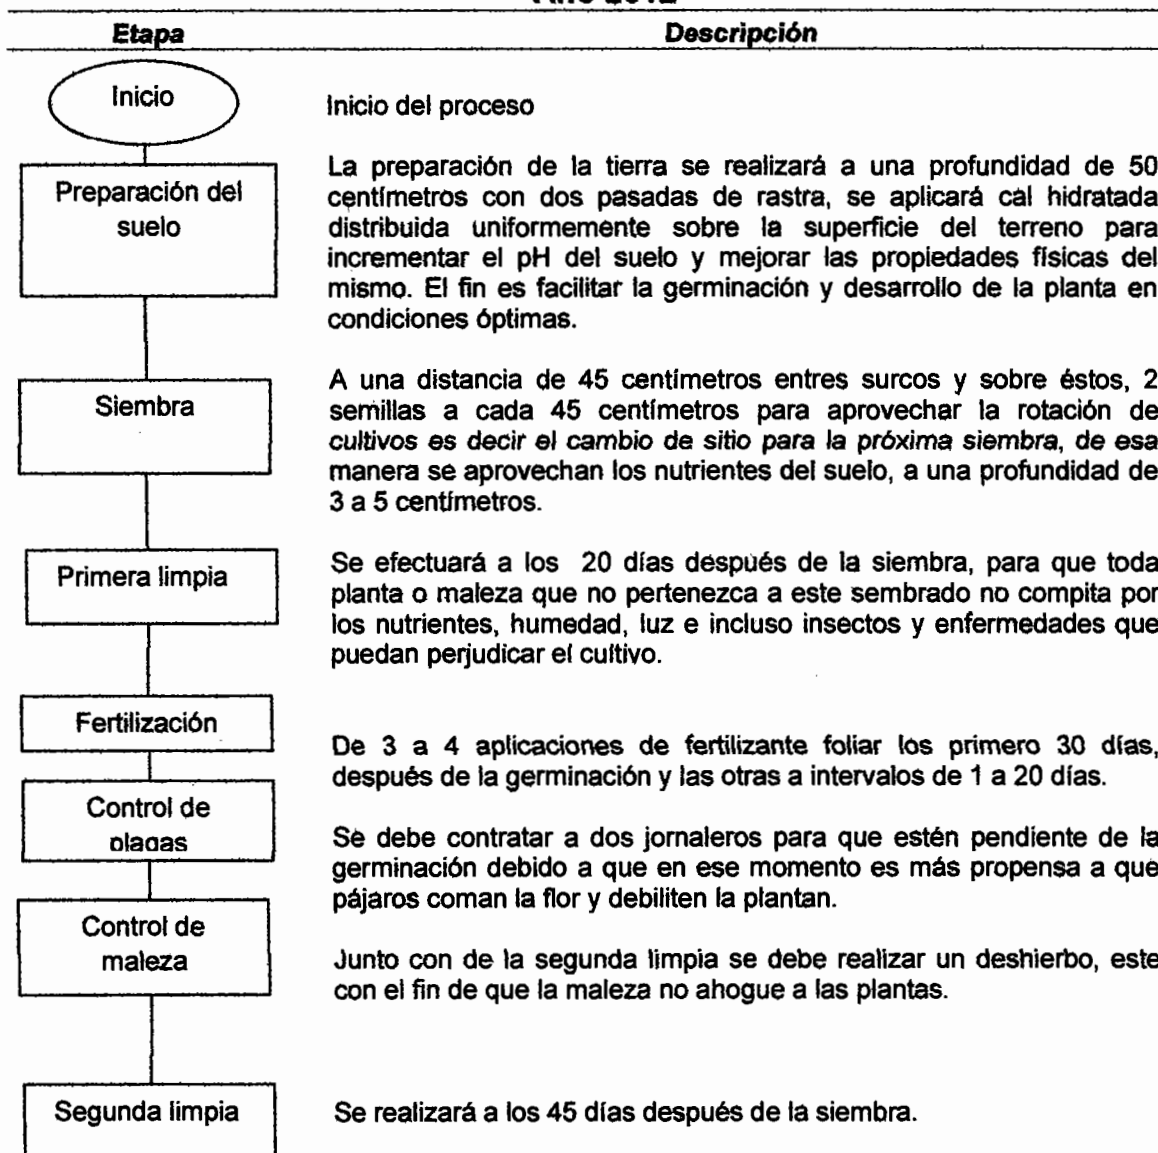 Etapa Descripción
Inicio
Inicio del proceso
Preparación del
suelo
La preparación de la tierra se realizará a una profundidad de 50
centímetros con dos pasadas de rastra, se aplicará cal hidratada
distribuida uniformemente sobre la superficie del terreno para
incrementar el pH del suelo y mejorar las propiedades físicas del
mismo. El fin es facilitar la germinación y desarrollo de la planta en
condiciones óptimas.
Siembra
A una distancia de 45 centímetros entres surcos y sobre éstos, 2
semillas a cada 45 centímetros para aprovechar la rotación de
cultivos es decir el cambio de sitio para la próxima siembra, de esa
manera se aprovechan los nutrientes del suelo, a una profundidad de
3 a 5 centímetros.
Primera limpia
Se efectuará a los 20 días después de la siembra, para que toda
planta o maleza que no pertenezca a este sembrado no compita por
los nutrientes, humedad, luz e incluso insectos y enfermedades que
puedan perjudicar el cultivo.
Fertilización
De 3 a 4 aplicaciones de fertilizante foliar los primero 30 días,
después de la germinación y las otras a intervalos de 1 a 20 días.
Control de
plagas
Se debe contratar a dos jornaleros para que estén pendiente de la
germinación debido a que en ese momento es más propensa a que
pájaros coman la flor y debiliten la plantan.
Control de
maleza
Junto con de la segunda limpia se debe realizar un deshierbo, este
con el fin de que la maleza no ahogue a las plantas.
Segunda limpia
Se realizará a los 45 días después de la siembra.